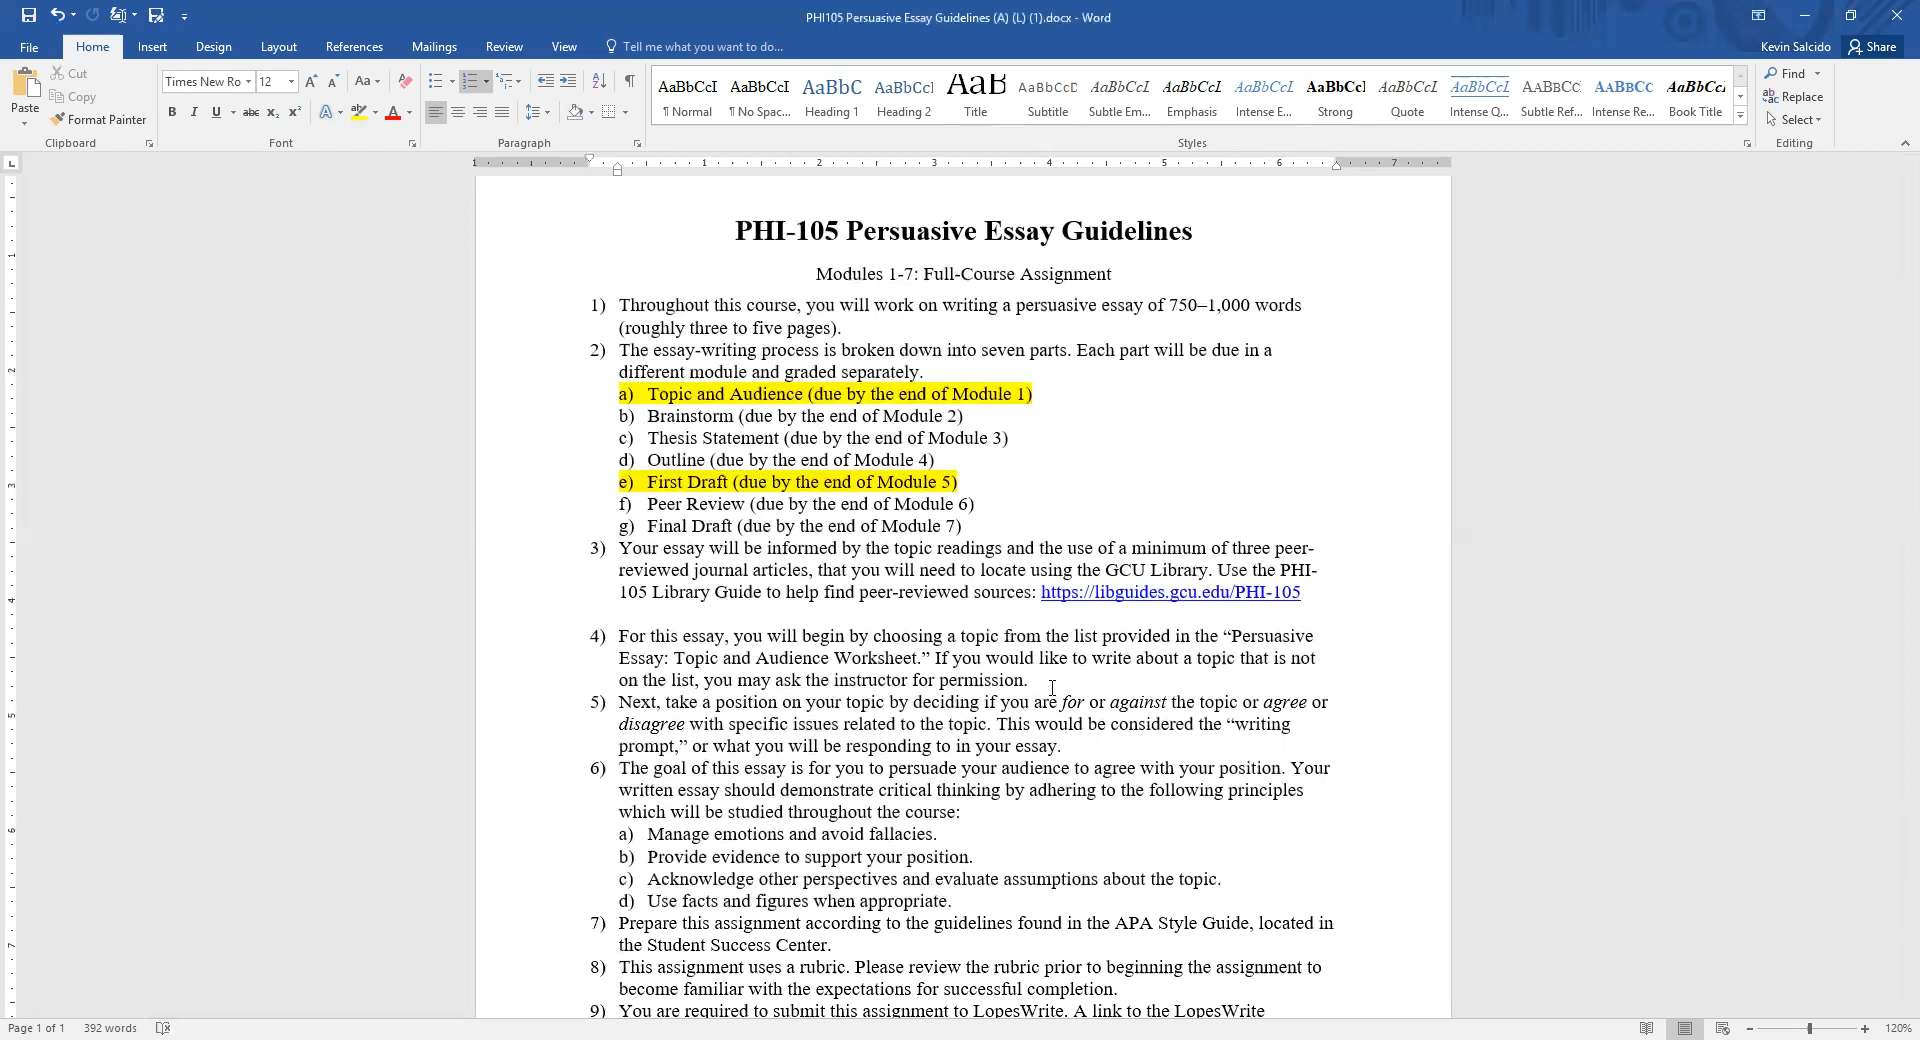 PHI105 Persuasive Essay Guidelines (A) (L) (1).docx - Word
File Home Insert Design Layout References Mailings Review View Tell me what you want to do... Kevin Salcido Share
Paste
Cut
Copy
Format Painter
Clipboard
Times New Ro 12
Font
Paragraph
AaBbCcI AaBbCcI AaBbC AaBbCcI AaB AaBbCcD AaBbCcI AaBbCcI AaBbCcI AaBbCcI AaBbCcI AaBbCcI AABBCC AABBCC AaBbCcI
¶ Normal ¶ No Spac... Heading 1 Heading 2 Title Subtitle Subtle Em... Emphasis Intense E... Strong Quote Intense Q... Subtle Ref... Intense Re... Book Title
Styles
Find
Replace
Select
Editing
PHI-105 Persuasive Essay Guidelines
Modules 1-7: Full-Course Assignment
1) Throughout this course, you will work on writing a persuasive essay of 750–1,000 words
(roughly three to five pages).
2) The essay-writing process is broken down into seven parts. Each part will be due in a
different module and graded separately.
a) Topic and Audience (due by the end of Module 1)
b) Brainstorm (due by the end of Module 2)
c) Thesis Statement (due by the end of Module 3)
d) Outline (due by the end of Module 4)
e) First Draft (due by the end of Module 5)
f) Peer Review (due by the end of Module 6)
g) Final Draft (due by the end of Module 7)
3) Your essay will be informed by the topic readings and the use of a minimum of three peer-
reviewed journal articles, that you will need to locate using the GCU Library. Use the PHI-
105 Library Guide to help find peer-reviewed sources: https://libguides.gcu.edu/PHI-105
4) For this essay, you will begin by choosing a topic from the list provided in the “Persuasive
Essay: Topic and Audience Worksheet.” If you would like to write about a topic that is not
on the list, you may ask the instructor for permission.
5) Next, take a position on your topic by deciding if you are for or against the topic or agree or
disagree with specific issues related to the topic. This would be considered the “writing
prompt,” or what you will be responding to in your essay.
6) The goal of this essay is for you to persuade your audience to agree with your position. Your
written essay should demonstrate critical thinking by adhering to the following principles
which will be studied throughout the course:
a) Manage emotions and avoid fallacies.
b) Provide evidence to support your position.
c) Acknowledge other perspectives and evaluate assumptions about the topic.
d) Use facts and figures when appropriate.
7) Prepare this assignment according to the guidelines found in the APA Style Guide, located in
the Student Success Center.
8) This assignment uses a rubric. Please review the rubric prior to beginning the assignment to
become familiar with the expectations for successful completion.
9) You are required to submit this assignment to LopesWrite. A link to the LopesWrite
Page 1 of 1 392 words 120%